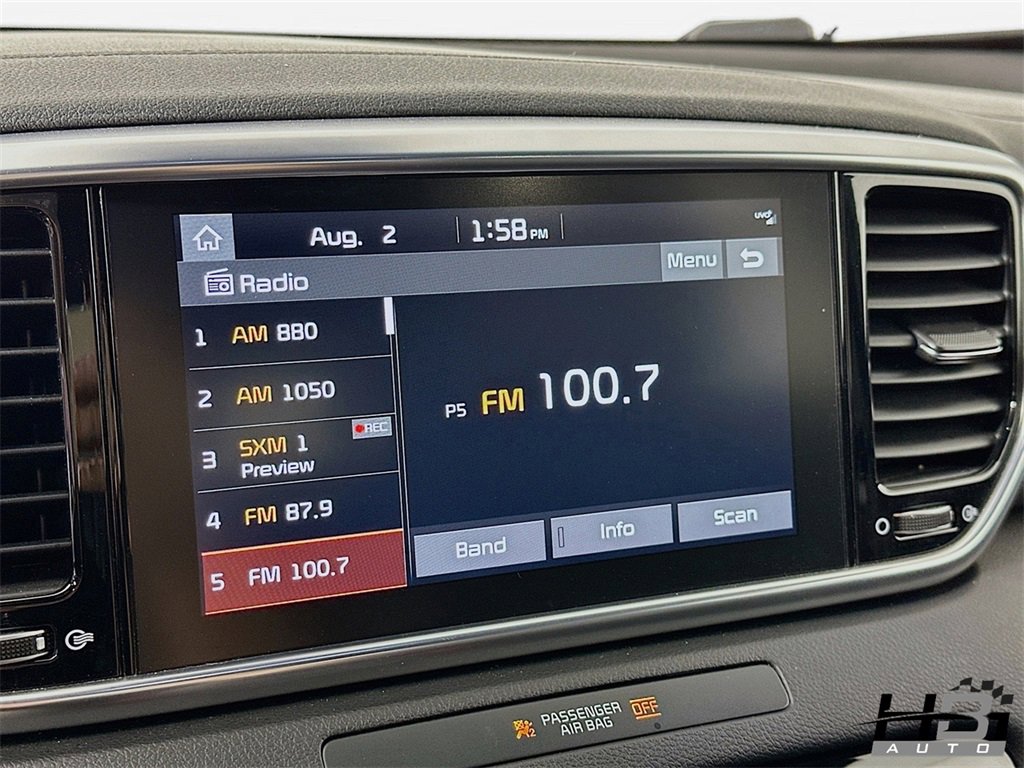 Aug. 2
1:58 PM
UVO
Radio
Menu
1 AM 880
2 AM 1050
REC
3 SXM 1
Preview
4 FM 87.9
5 FM 100.7
P5 FM 100.7
Band
Info
Scan
2
PASSENGER
AIR BAG
OFF
HBI
AUTO